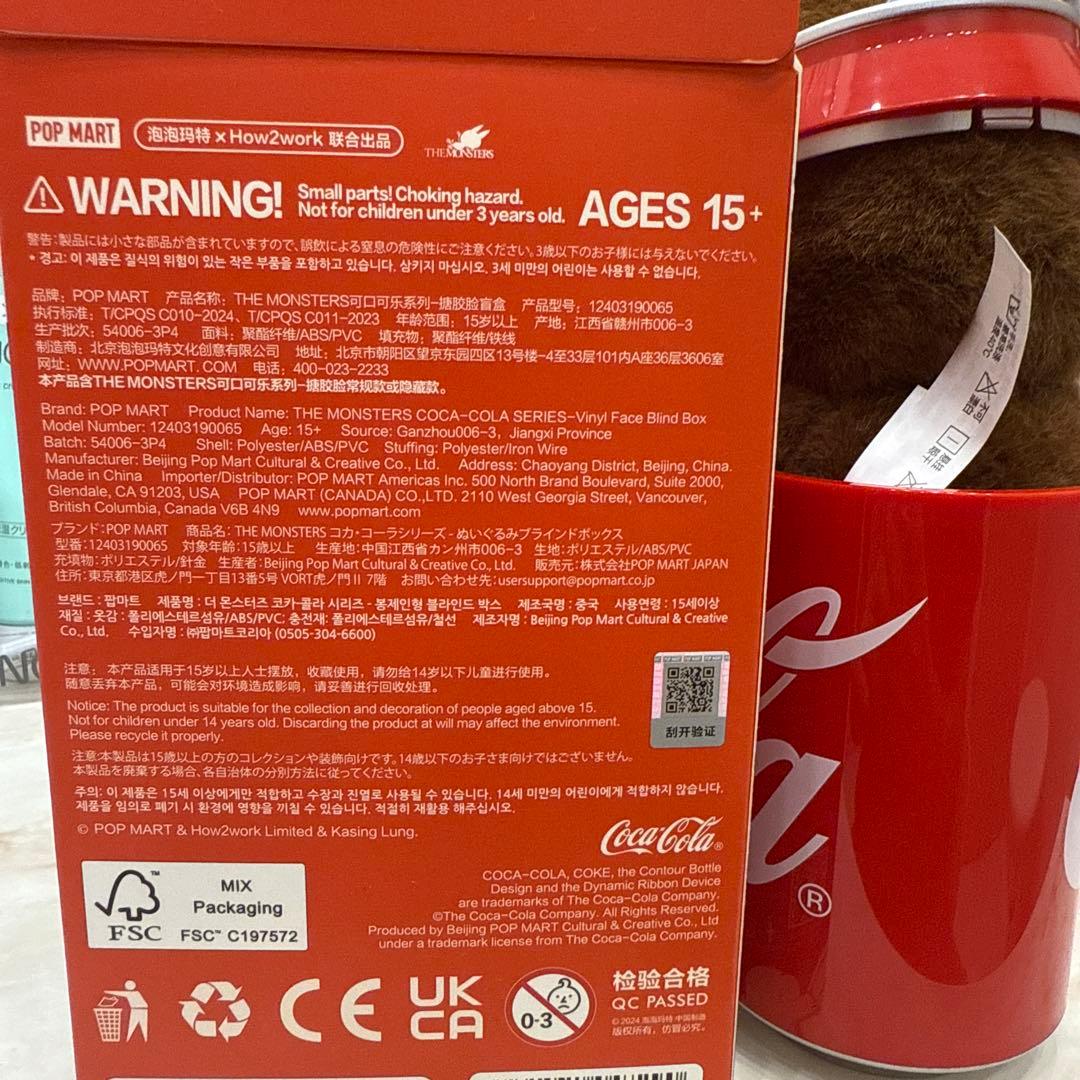 POP MART 泡泡玛特 × How2work 联合出品 THE MONSTERS
WARNING! Small parts! Choking hazard. Not for children under 3 years old. AGES 15+
警告:製品には小さな部品が含まれていますので、誤飲による窒息の危険性にご注意ください。3歳以下のお子様には与えないでください。
* 경고: 이 제품은 질식의 위험이 있는 작은 부품을 포함하고 있습니다. 삼키지 마십시오. 3세 미만의 어린이는 사용할 수 없습니다.
品牌：POP MART 产品名称：THE MONSTERS可口可乐系列-搪胶脸盲盒 产品型号：12403190065
执行标准：T/CPQS C010-2024、T/CPQS C011-2023 年龄范围：15岁以上 产地：江西省赣州市006-3
生产批次：54006-3P4 面料：聚酯纤维/ABS/PVC 填充物：聚酯纤维/铁线
制造商：北京泡泡玛特文化创意有限公司 地址：北京市朝阳区望京东园四区13号楼-4至33层101内A座36层3606室
网址：WWW.POPMART.COM 电话：400-023-2233
本产品含THE MONSTERS可口可乐系列-搪胶脸常规款或隐藏款。
Brand: POP MART Product Name: THE MONSTERS COCA-COLA SERIES-Vinyl Face Blind Box
Model Number: 12403190065 Age: 15+ Source: Ganzhou006-3, Jiangxi Province
Batch: 54006-3P4 Shell: Polyester/ABS/PVC Stuffing: Polyester/Iron Wire
Manufacturer: Beijing Pop Mart Cultural & Creative Co., Ltd. Address: Chaoyang District, Beijing, China.
Made in China Importer/Distributor: POP MART Americas Inc. 500 North Brand Boulevard, Suite 2000,
Glendale, CA 91203, USA POP MART (CANADA) CO.,LTD. 2110 West Georgia Street, Vancouver,
British Columbia, Canada V6B 4N9 www.popmart.com
ブランド:POP MART 商品名：THE MONSTERS コカ・コーラシリーズ - ぬいぐるみブラインドボックス
型番:12403190065 対象年齢:15歳以上 生産地:中国江西省カン州市006-3 生地:ポリエステル/ABS/PVC
充填物:ポリエステル/針金 生産者:Beijing Pop Mart Cultural & Creative Co., Ltd. 販売元:株式会社POP MART JAPAN
住所:東京都港区虎ノ門一丁目13番5号 VORT虎ノ門II 7階 お問い合わせ先:usersupport@popmart.co.jp
브랜드 : 팝마트 제품명 : 더 몬스터즈 코카-콜라 시리즈 - 봉제인형 블라인드 박스 제조국명 : 중국 사용연령 : 15세이상
재질 : 옷감 : 폴리에스테르섬유/ABS/PVC; 충전재: 폴리에스테르섬유/철선 제조자명 : Beijing Pop Mart Cultural & Creative
Co., Ltd. 수입자명 : ㈜팝마트코리아 (0505-304-6600)
注意：本产品适用于15岁以上人士摆放，收藏使用，请勿给14岁以下儿童进行使用。
随意丢弃本产品，可能会对环境造成影响，请妥善进行回收处理。
刮开验证
Notice: The product is suitable for the collection and decoration of people aged above 15.
Not for children under 14 years old. Discarding the product at will may affect the environment.
Please recycle it properly.
注意:本製品は15歳以上の方のコレクションや装飾向けです。14歳以下のお子さま向けではございません。
本製品を廃棄する場合、各自治体の分別方法に従ってください。
주의: 이 제품은 15세 이상에게만 적합하고 수장과 진열로 사용될 수 있습니다. 14세 미만의 어린이에게 적합하지 않습니다.
제품을 임의로 폐기 시 환경에 영향을 끼칠 수 있습니다. 적절히 재활용 해주십시오.
© POP MART & How2work Limited & Kasing Lung.
Coca-Cola®
COCA-COLA, COKE, the Contour Bottle
Design and the Dynamic Ribbon Device
are trademarks of The Coca-Cola Company.
©The Coca-Cola Company. All Rights Reserved.
Produced by Beijing POP MART Cultural & Creative Co., Ltd
under a trademark license from The Coca-Cola Company.
FSC™
MIX
Packaging
FSC™ C197572
CE
UK
CA
0-3
检验合格
QC PASSED
© 2024 泡泡玛特 中国制造
版权所有，仿冒必究。
®